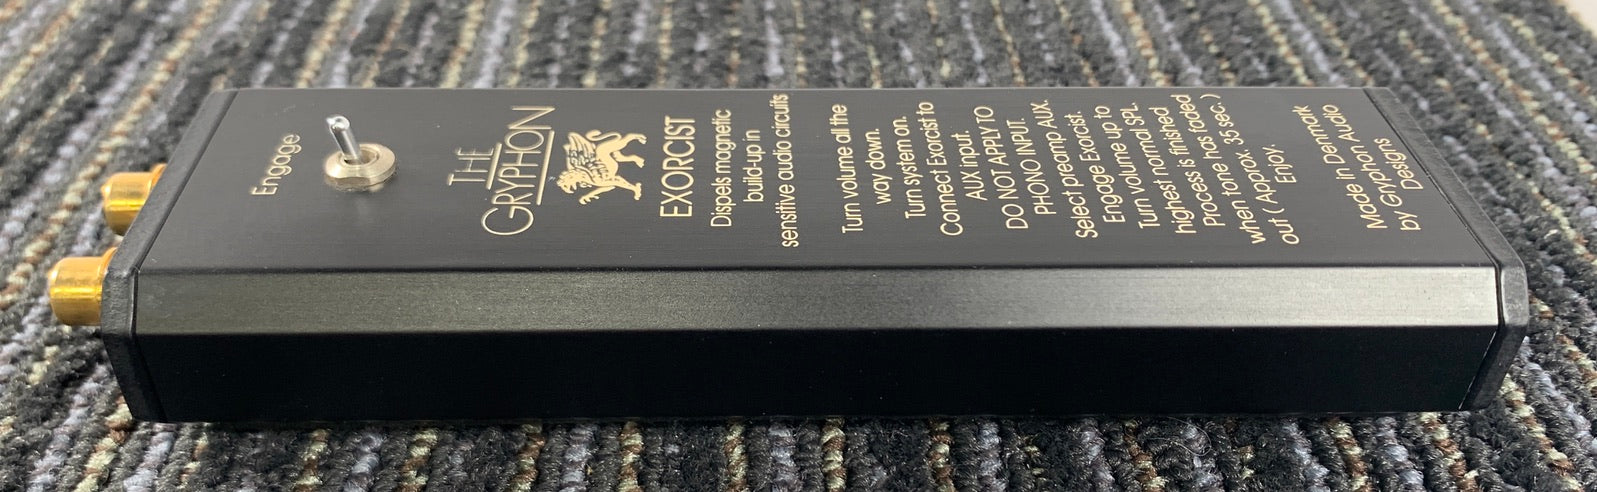 Engage
THE
GRYPHON
EXORCIST
Dispels magnetic
build-up in
sensitive audio circuits
Turn volume all the
way down.
Turn system on.
Connect Exorcist to
AUX input.
DO NOT APPLY TO
PHONO INPUT.
Select preamp AUX.
Engage Exorcist.
Turn volume up to
highest normal SPL.
Process is finished
when tone has faded
out ( Approx. 35 sec. )
Enjoy.
Made in Denmark
by Gryphon Audio
Designs